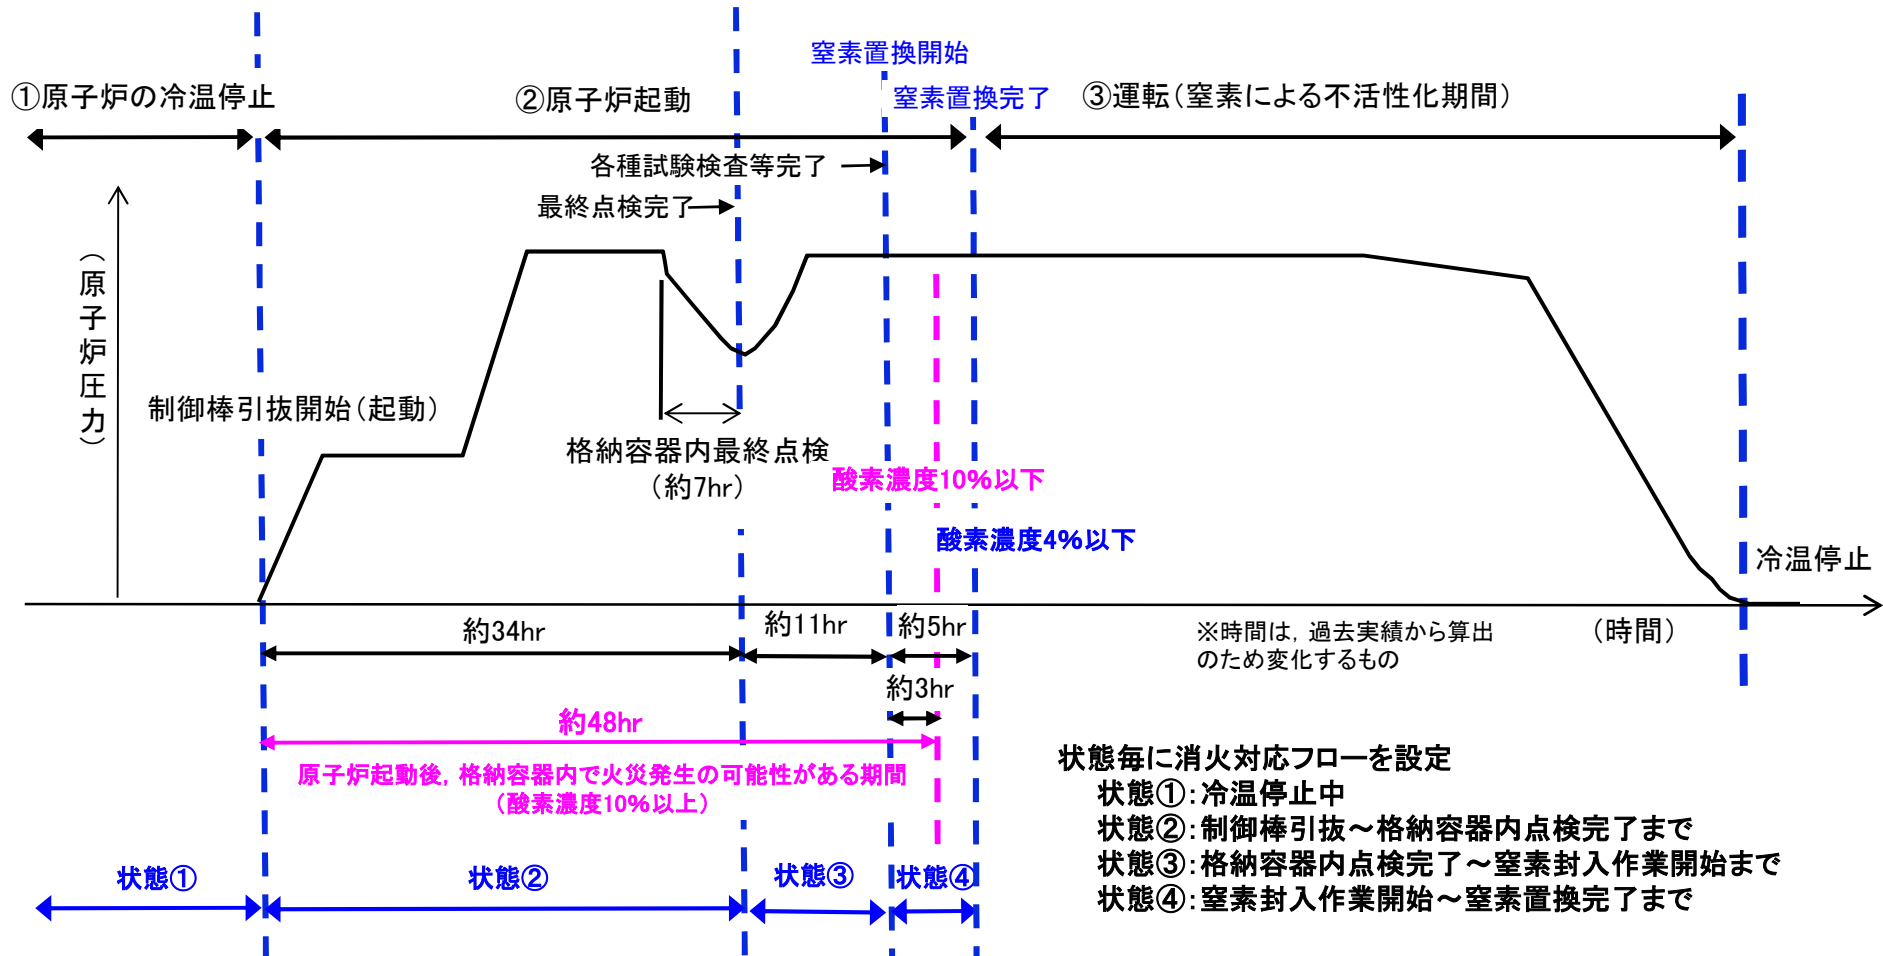 窒素置換開始
①原子炉の冷温停止
②原子炉起動
窒素置換完了
③運転（窒素による不活性化期間）
各種試験検査等完了
最終点検完了
（原子炉圧力）
制御棒引抜開始（起動）
格納容器内最終点検
（約7hr）
酸素濃度10%以下
酸素濃度4%以下
冷温停止
約34hr
約11hr
約5hr
※時間は，過去実績から算出
のため変化するもの
（時間）
約3hr
約48hr
原子炉起動後，格納容器内で火災発生の可能性がある期間
（酸素濃度10%以上）
状態毎に消火対応フローを設定
状態①：冷温停止中
状態②：制御棒引抜～格納容器内点検完了まで
状態③：格納容器内点検完了～窒素封入作業開始まで
状態④：窒素封入作業開始～窒素置換完了まで
状態①
状態②
状態③
状態④